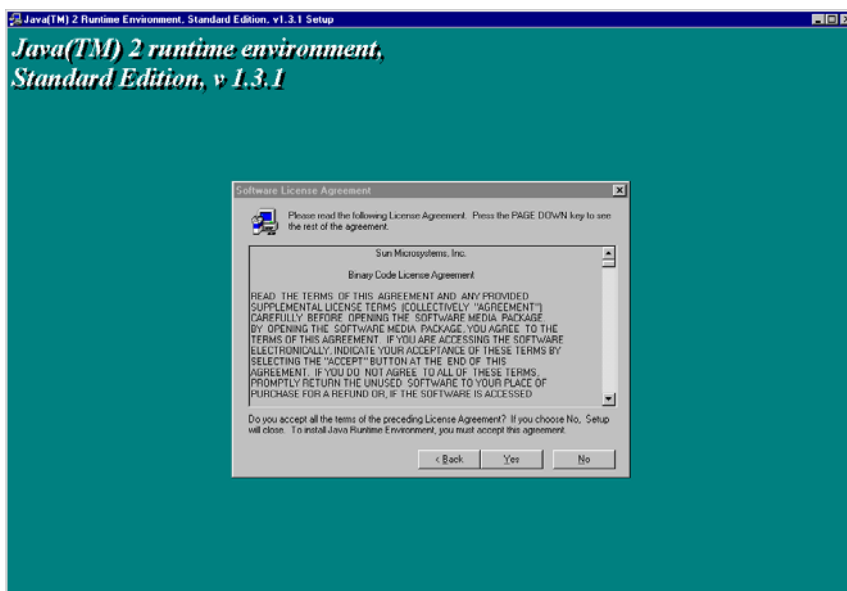 Java(TM) 2 Runtime Environment, Standard Edition, v1.3.1 Setup
Java(TM) 2 runtime environment,
Standard Edition, v 1.3.1
Software License Agreement
Please read the following License Agreement. Press the PAGE DOWN key to see
the rest of the agreement.
Sun Microsystems, Inc.
Binary Code License Agreement
READ THE TERMS OF THIS AGREEMENT AND ANY PROVIDED
SUPPLEMENTAL LICENSE TERMS (COLLECTIVELY "AGREEMENT")
CAREFULLY BEFORE OPENING THE SOFTWARE MEDIA PACKAGE.
BY OPENING THE SOFTWARE MEDIA PACKAGE, YOU AGREE TO THE
TERMS OF THIS AGREEMENT. IF YOU ARE ACCESSING THE SOFTWARE
ELECTRONICALLY, INDICATE YOUR ACCEPTANCE OF THESE TERMS BY
SELECTING THE "ACCEPT" BUTTON AT THE END OF THIS
AGREEMENT. IF YOU DO NOT AGREE TO ALL OF THESE TERMS,
PROMPTLY RETURN THE UNUSED SOFTWARE TO YOUR PLACE OF
PURCHASE FOR A REFUND OR, IF THE SOFTWARE IS ACCESSED
Do you accept all the terms of the preceding License Agreement? If you choose No, Setup
will close. To install Java Runtime Environment, you must accept this agreement.
< Back Yes No